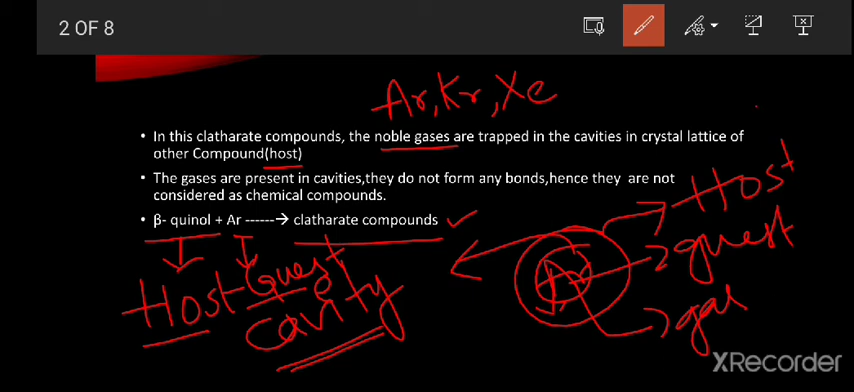 2 OF 8
Ar, Kr, Xe
• In this clatharate compounds, the noble gases are trapped in the cavities in crystal lattice of
other Compound(host)
• The gases are present in cavities,they do not form any bonds,hence they are not
considered as chemical compounds.
• β- quinol + Ar ------→ clatharate compounds
Host
Guest
Cavity
Host
guest
Ar
gas
XRecorder